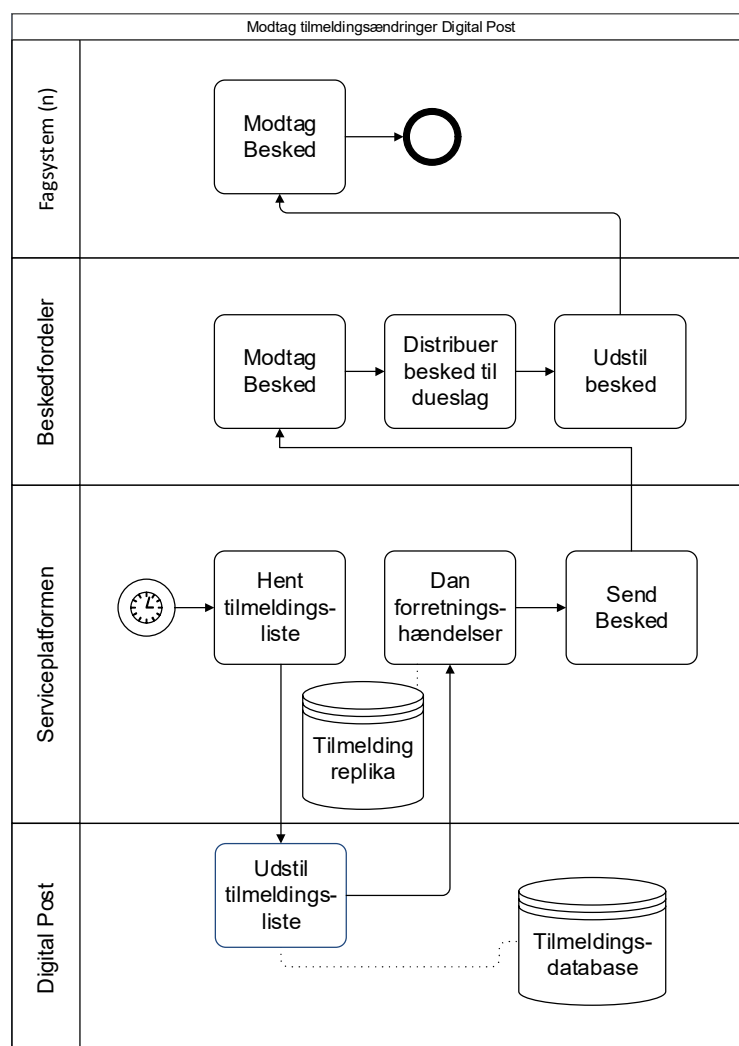 Modtag tilmeldingsændringer Digital Post
Fagsystem (n)
Modtag
Besked
Beskedfordeler
Modtag
Besked
Distribuer
besked til
dueslag
Udstil
besked
Serviceplatformen
Hent
tilmeldings-
liste
Dan
forretnings-
hændelser
Send
Besked
Tilmelding
replika
Digital Post
Udstil
tilmeldings-
liste
Tilmeldings-
database